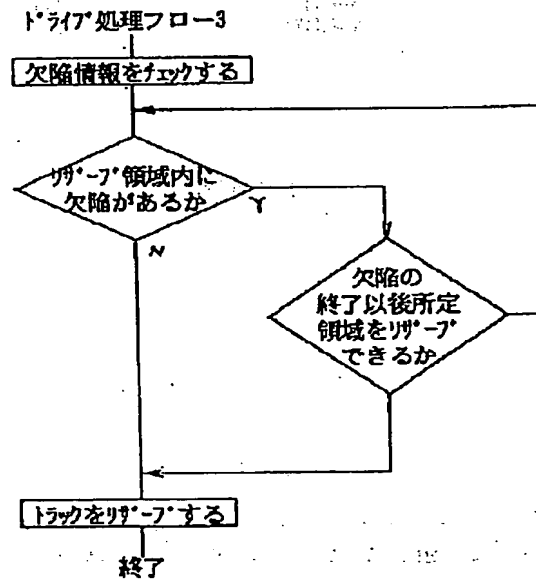 ドライブ処理フロー3
欠陥情報をチェックする
リザーブ領域内に
欠陥があるか
Y
N
欠陥の
終了以後所定
領域をリザーブ
できるか
トラックをリザーブする
終了